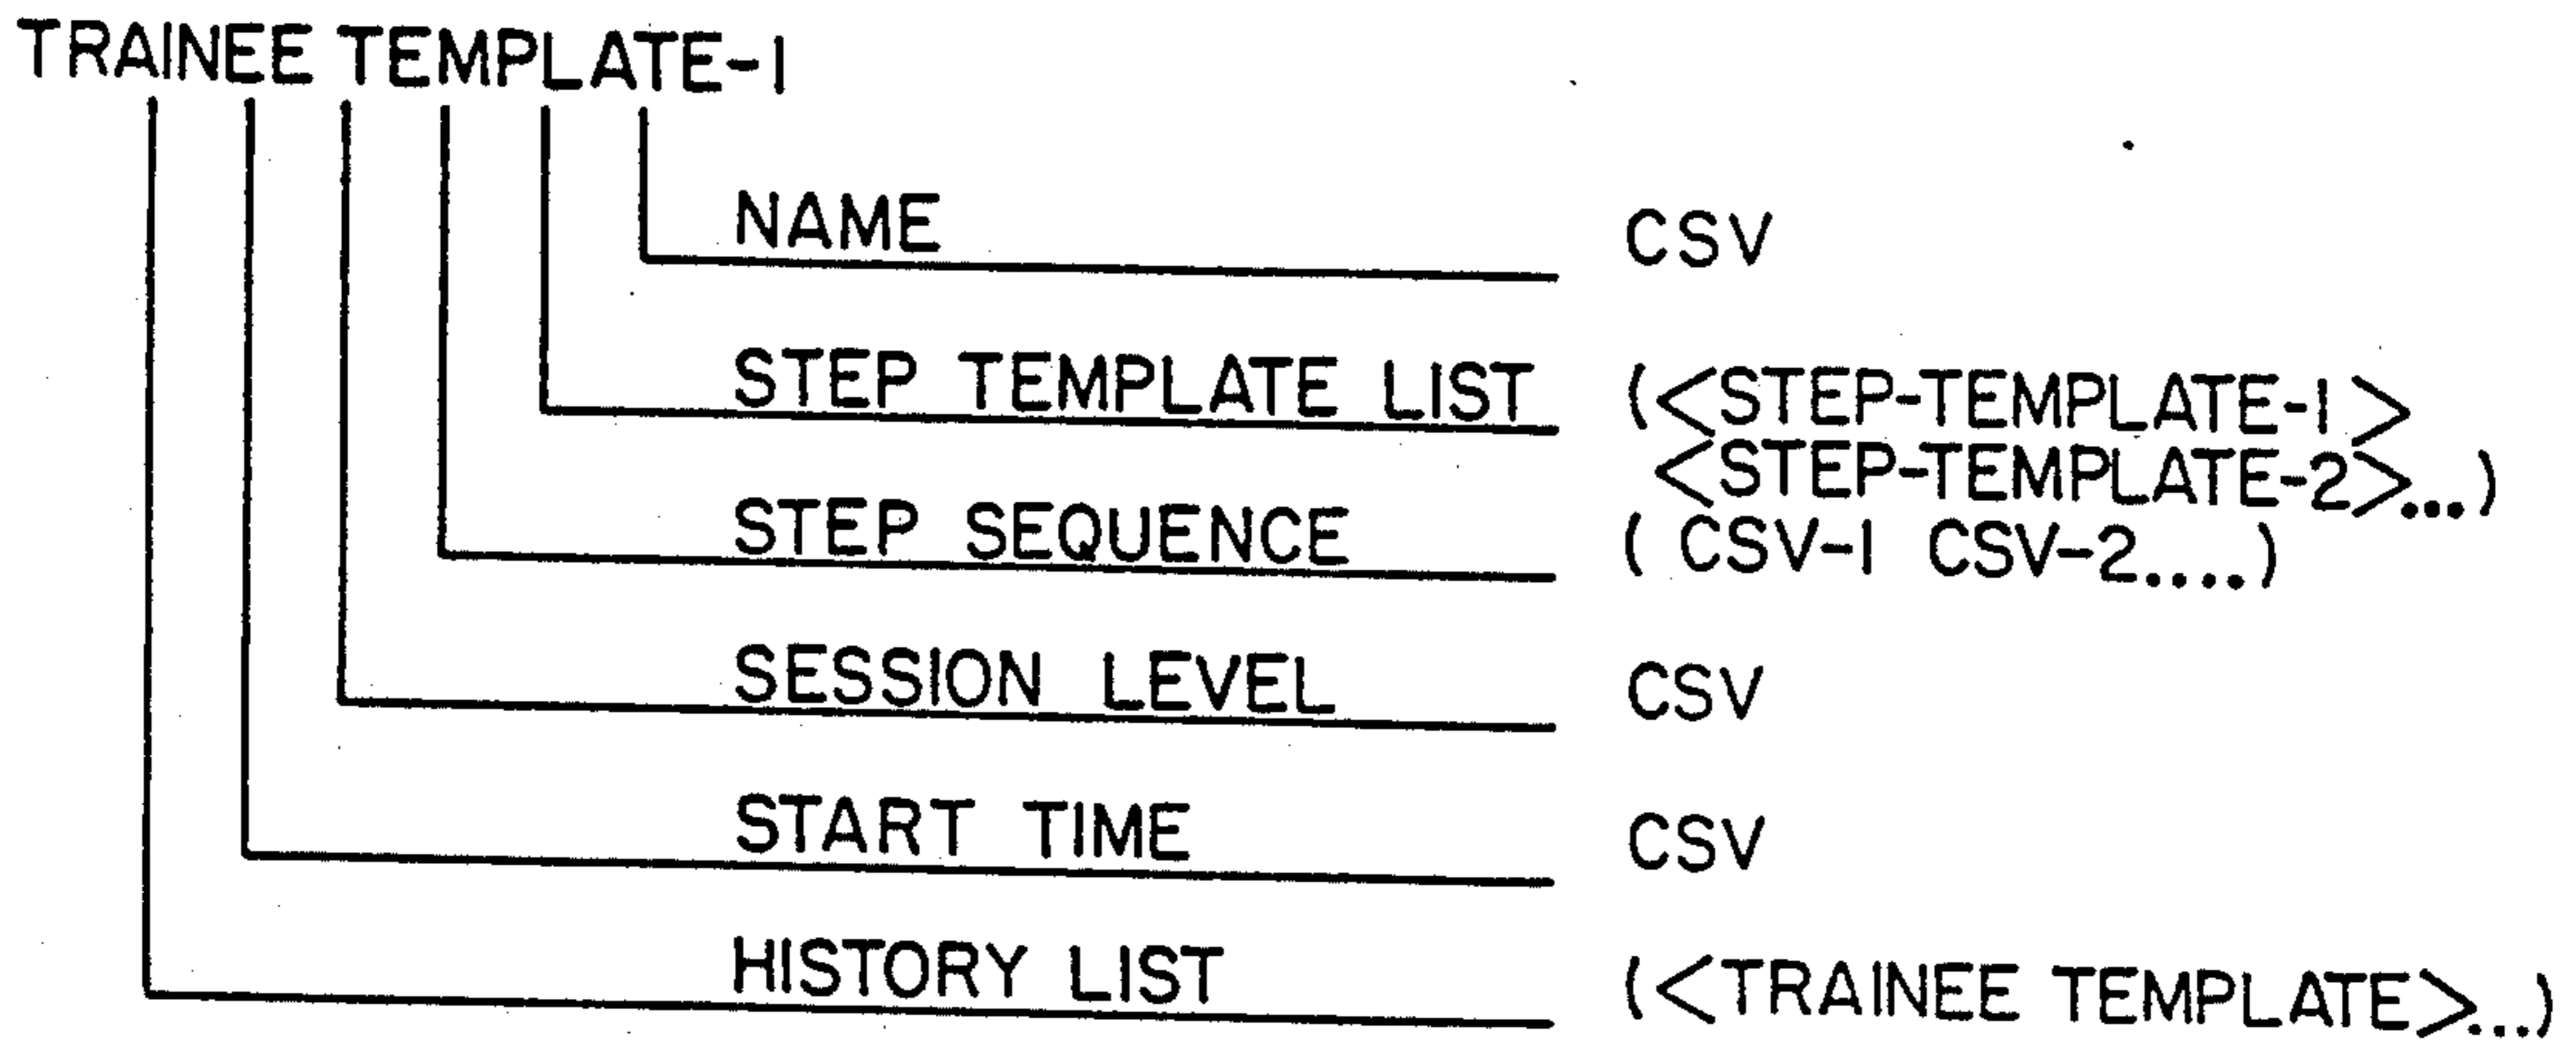 TRAINEE TEMPLATE-1
NAME CSV
STEP TEMPLATE LIST (<STEP-TEMPLATE-1>
<STEP-TEMPLATE-2>...)
STEP SEQUENCE ( CSV-1 CSV-2....)
SESSION LEVEL CSV
START TIME CSV
HISTORY LIST (<TRAINEE TEMPLATE>...)